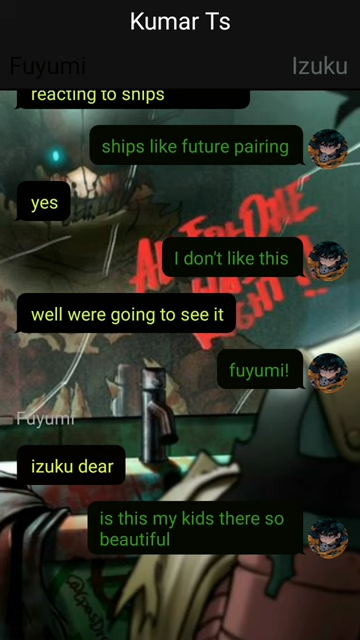 Kumar Ts
Fuyumi
Izuku
reacting to ships
ships like future pairing
yes
I don't like this
well were going to see it
fuyumi!
Fuyumi
izuku dear
is this my kids there so
beautiful